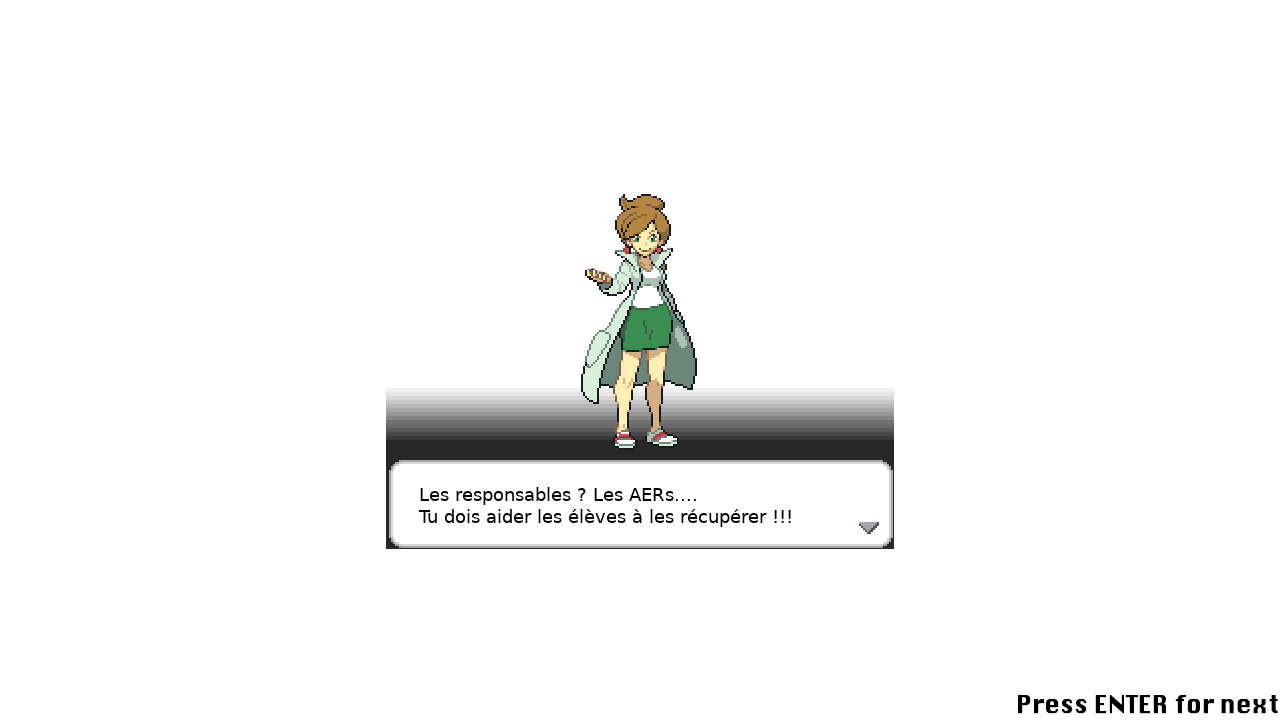 Les responsables ? Les AERs....
Tu dois aider les élèves à les récupérer !!!
Press ENTER for next